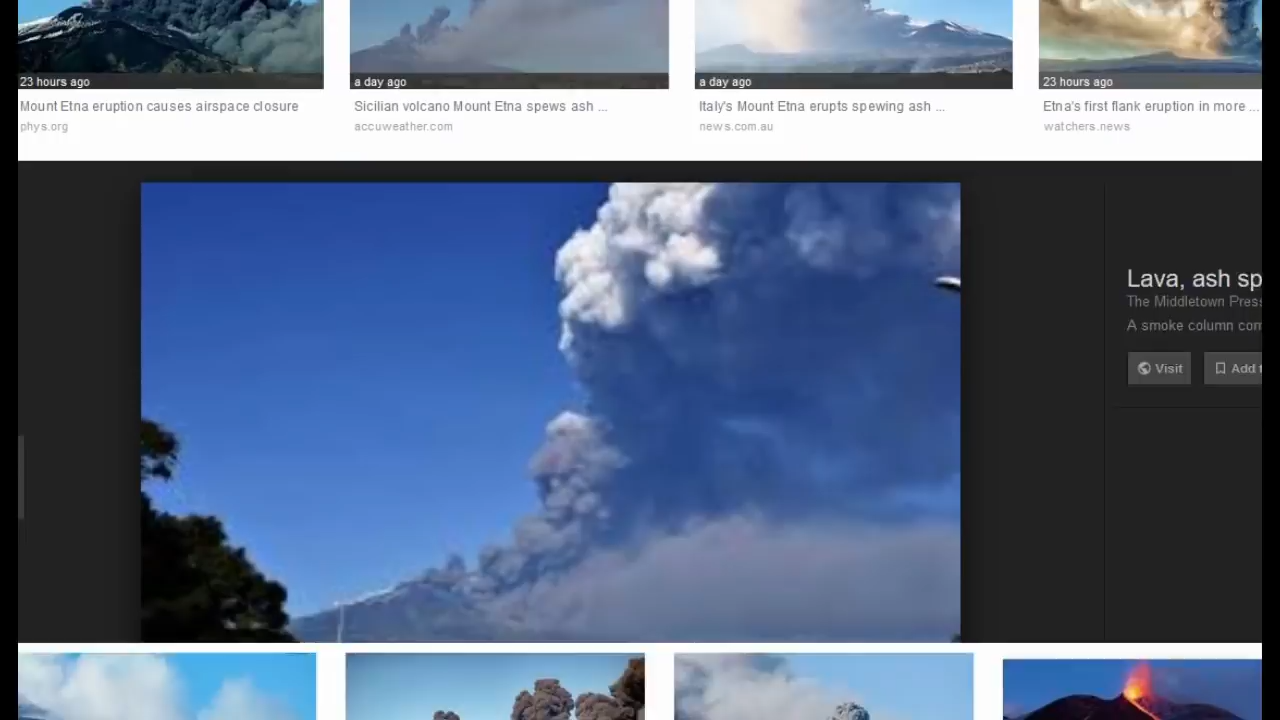 23 hours ago
a day ago
a day ago
23 hours ago
Mount Etna eruption causes airspace closure
Sicilian volcano Mount Etna spews ash ...
Italy's Mount Etna erupts spewing ash ...
Etna's first flank eruption in more ...
phys.org
accuweather.com
news.com.au
watchers.news
Lava, ash sp
The Middletown Press
A smoke column com
Visit
Add t